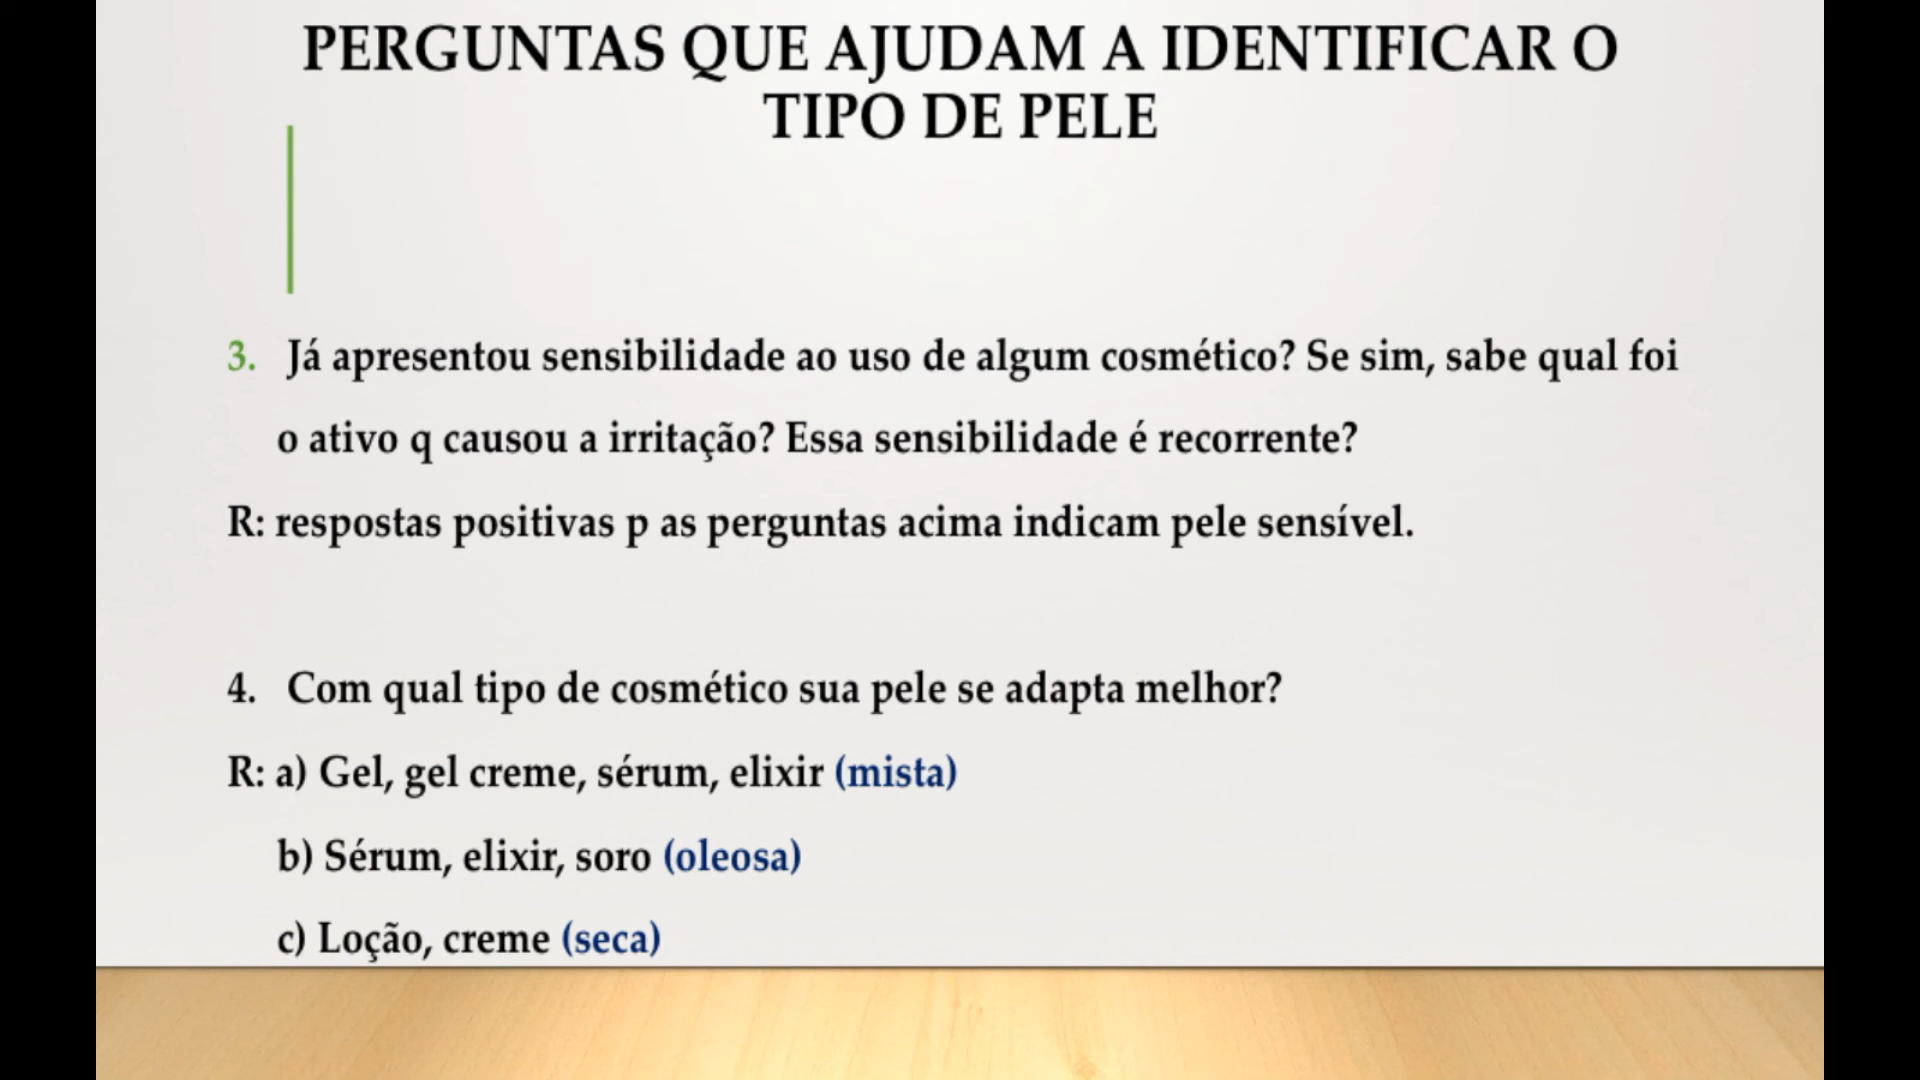 PERGUNTAS QUE AJUDAM A IDENTIFICAR O
TIPO DE PELE
3. Já apresentou sensibilidade ao uso de algum cosmético? Se sim, sabe qual foi
o ativo q causou a irritação? Essa sensibilidade é recorrente?
R: respostas positivas p as perguntas acima indicam pele sensível.
4. Com qual tipo de cosmético sua pele se adapta melhor?
R: a) Gel, gel creme, sérum, elixir (mista)
b) Sérum, elixir, soro (oleosa)
c) Loção, creme (seca)